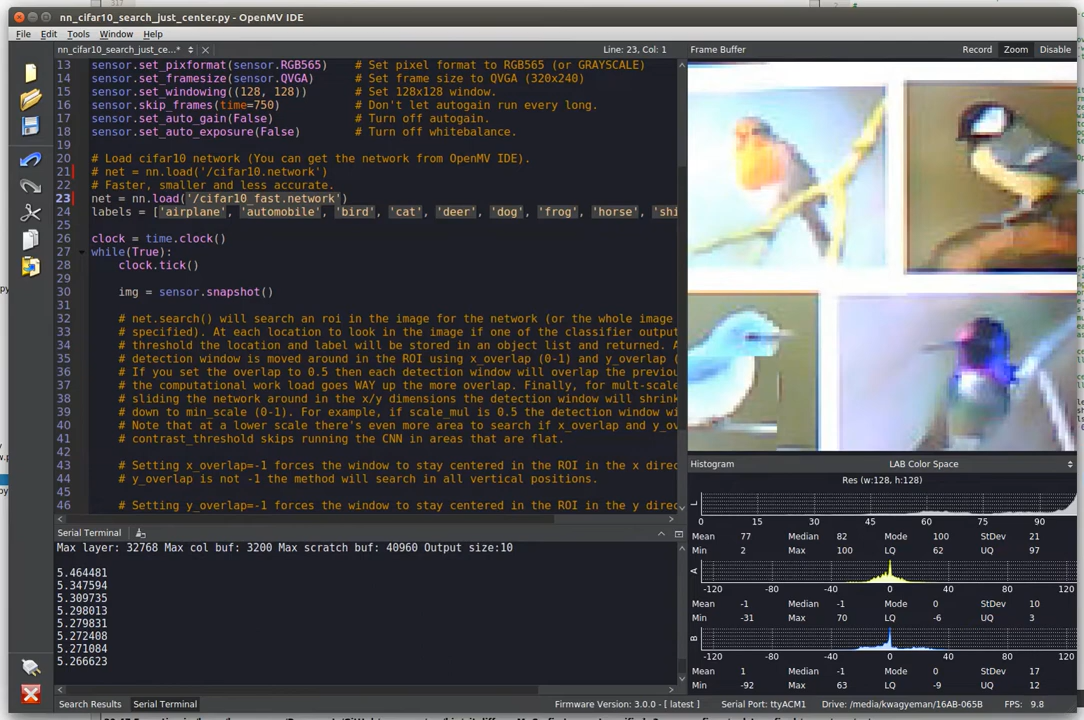 nn_cifar10_search_just_center.py - OpenMV IDE
File Edit Tools Window Help
nn_cifar10_search_just_ce...* Line: 23, Col: 1 Frame Buffer Record Zoom Disable
13 sensor.set_pixformat(sensor.RGB565) # Set pixel format to RGB565 (or GRAYSCALE)
14 sensor.set_framesize(sensor.QVGA) # Set frame size to QVGA (320x240)
15 sensor.set_windowing((128, 128)) # Set 128x128 window.
16 sensor.skip_frames(time=750) # Don't let autogain run every long.
17 sensor.set_auto_gain(False) # Turn off autogain.
18 sensor.set_auto_exposure(False) # Turn off whitebalance.
19
20 # Load cifar10 network (You can get the network from OpenMV IDE).
21 # net = nn.load('/cifar10.network')
22 # Faster, smaller and less accurate.
23 net = nn.load('/cifar10_fast.network')
24 labels = ['airplane', 'automobile', 'bird', 'cat', 'deer', 'dog', 'frog', 'horse', 'shi
25
26 clock = time.clock()
27 while(True):
28 clock.tick()
29
30 img = sensor.snapshot()
31
32 # net.search() will search an roi in the image for the network (or the whole image
33 # specified). At each location to look in the image if one of the classifier output
34 # threshold the location and label will be stored in an object list and returned. A
35 # detection window is moved around in the ROI using x_overlap (0-1) and y_overlap (
36 # If you set the overlap to 0.5 then each detection window will overlap the previou
37 # the computational work load goes WAY up the more overlap. Finally, for mult-scale
38 # sliding the network around in the x/y dimensions the detection window will shrink
39 # down to min_scale (0-1). For example, if scale_mul is 0.5 the detection window wi
40 # Note that at a lower scale there's even more area to search if x_overlap and y_ov
41 # contrast_threshold skips running the CNN in areas that are flat.
42
43 # Setting x_overlap=-1 forces the window to stay centered in the ROI in the x direc
44 # y_overlap is not -1 the method will search in all vertical positions.
45
46 # Setting y_overlap=-1 forces the window to stay centered in the ROI in the y direc
Histogram LAB Color Space
Res (w:128, h:128)
L
0 15 30 45 60 75 90
Mean 77 Median 82 Mode 100 StDev 21
Min 2 Max 100 LQ 62 UQ 97
A
-120 -80 -40 0 40 80 120
Mean -1 Median -1 Mode 0 StDev 10
Min -31 Max 70 LQ -6 UQ 3
B
-120 -80 -40 0 40 80 120
Mean 1 Median -1 Mode 0 StDev 17
Min -92 Max 63 LQ -9 UQ 12
Serial Terminal
Max layer: 32768 Max col buf: 3200 Max scratch buf: 40960 Output size:10
5.464481
5.347594
5.309735
5.298013
5.279831
5.272408
5.271084
5.266623
Search Results Serial Terminal Firmware Version: 3.0.0 - [ latest ] Serial Port: ttyACM1 Drive: /media/kwagyeman/16AB-065B FPS: 9.8